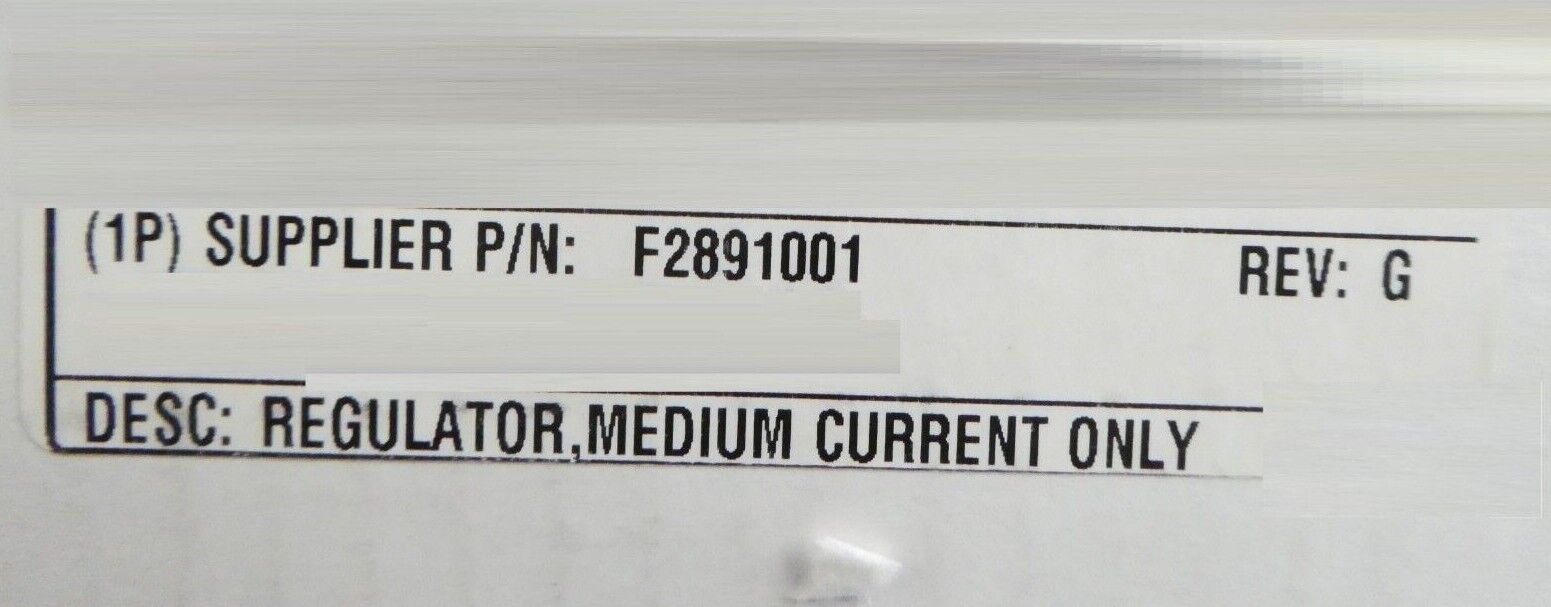 (1P) SUPPLIER P/N: F2891001 REV: G
DESC: REGULATOR,MEDIUM CURRENT ONLY